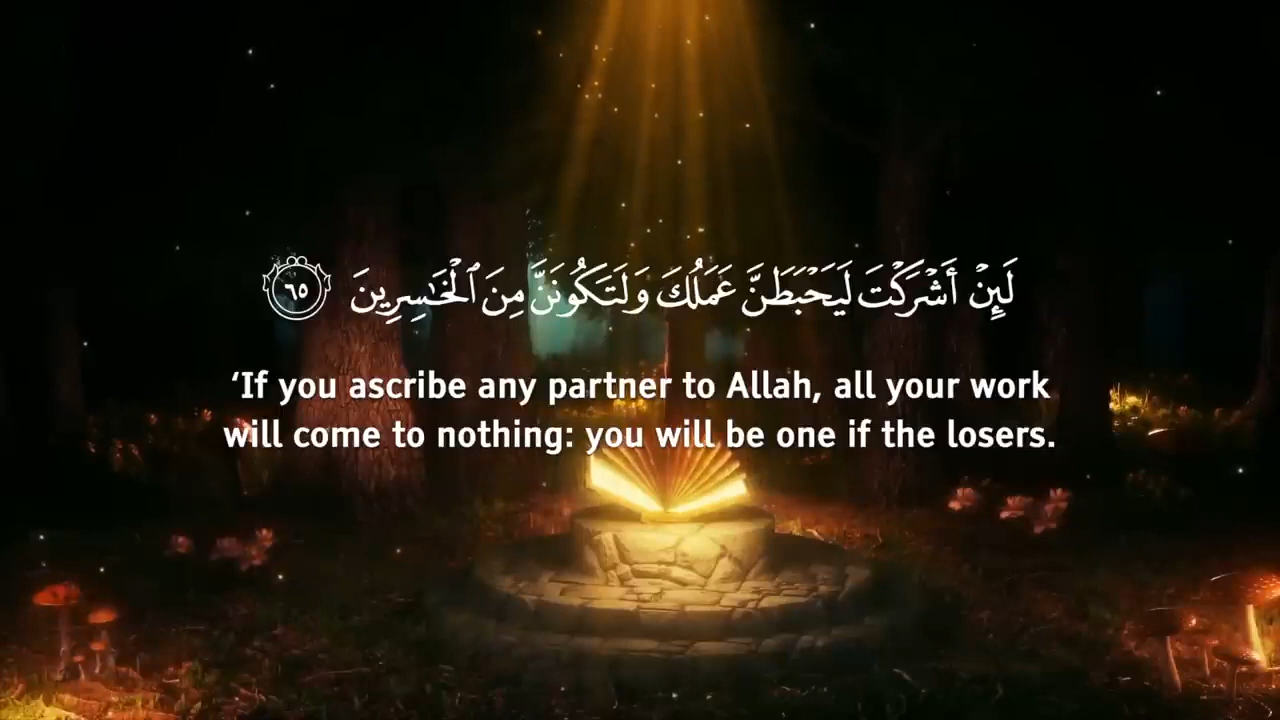 لَئِنْ أَشْرَكْتَ لَيَحْبَطَنَّ عَمَلُكَ وَلَتَكُونَنَّ مِنَ ٱلْخَـٰسِرِينَ ٦٥
‘If you ascribe any partner to Allah, all your work
will come to nothing: you will be one if the losers.